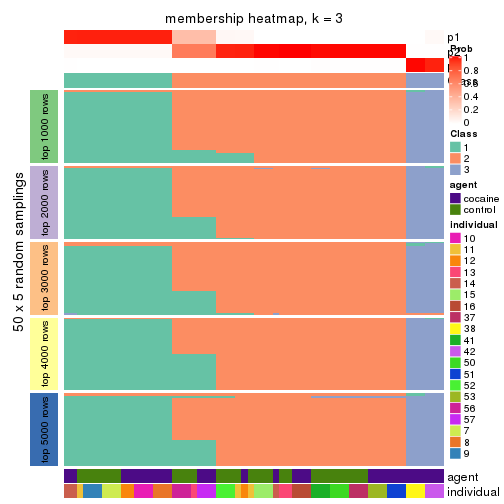 membership heatmap, k = 3
p1
p2
Prob
1
0.8
0.6
0.4
0.2
0
Class
1
2
3
agent
cocaine
control
individual
10
11
12
13
14
15
16
37
38
41
42
50
51
52
53
56
57
7
8
9
50 x 5 random samplings
top 1000 rows
top 2000 rows
top 3000 rows
top 4000 rows
top 5000 rows
agent
individual